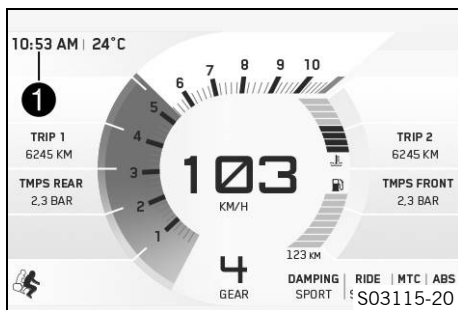 10:53 AM | 24°C
1
1 2 3 4 5 6 7 8 9 10
TRIP 1
6245 KM
TMPS REAR
2,3 BAR
103
KM/H
TRIP 2
6245 KM
TMPS FRONT
2,3 BAR
123 KM
4
GEAR
DAMPING | RIDE | MTC | ABS
SPORT
S03115-20